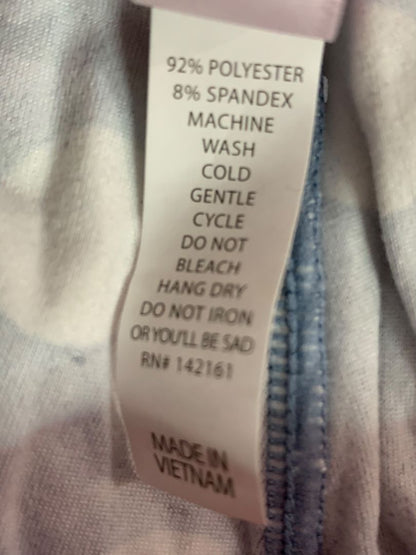 92% POLYESTER
8% SPANDEX
MACHINE
WASH
COLD
GENTLE
CYCLE
DO NOT
BLEACH
HANG DRY
DO NOT IRON
OR YOU'LL BE SAD
RN# 142161
MADE IN
VIETNAM